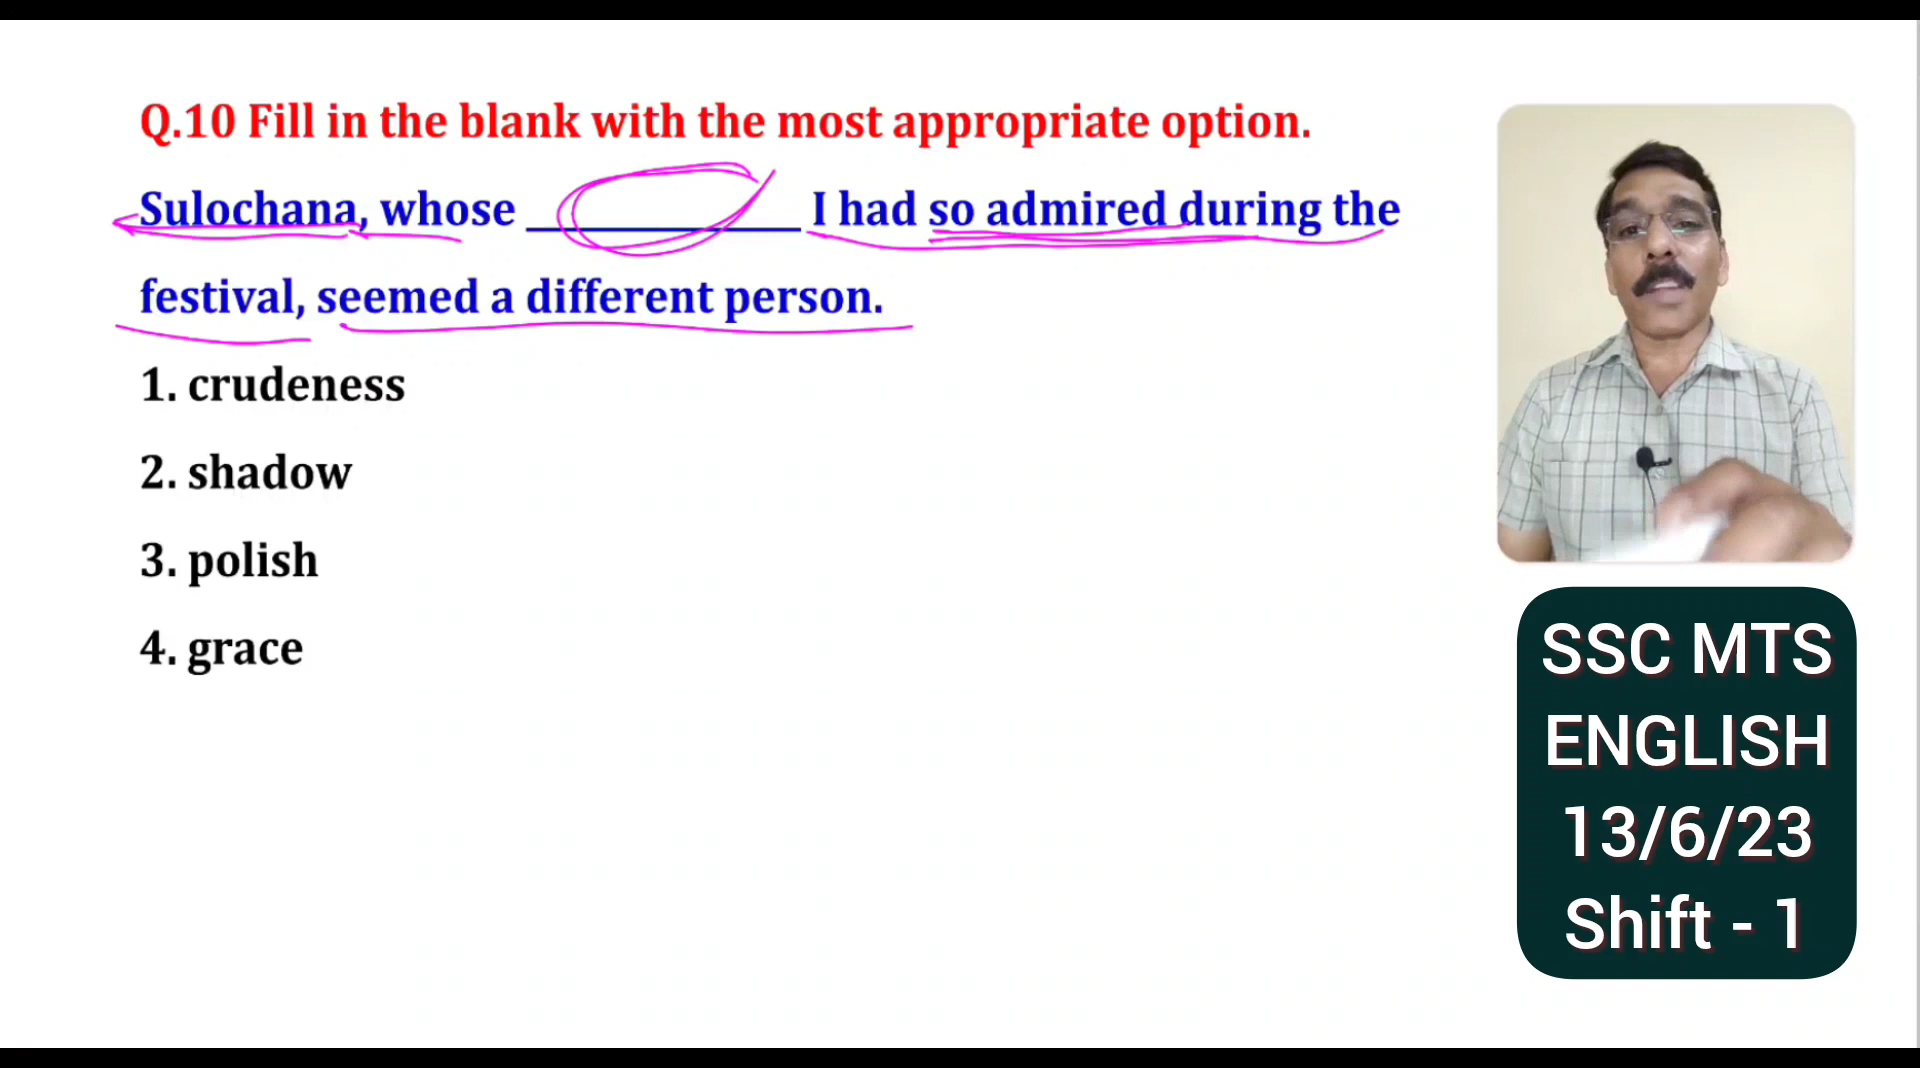 Q.10 Fill in the blank with the most appropriate option.
Sulochana, whose ____________ I had so admired during the
festival, seemed a different person.
1. crudeness
2. shadow
3. polish
4. grace
SSC MTS
ENGLISH
13/6/23
Shift - 1